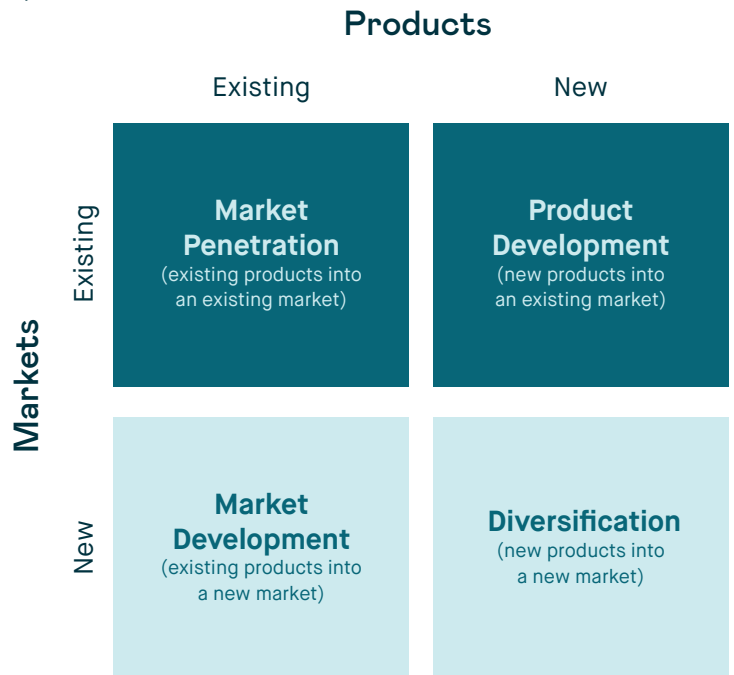 Products
Existing
New
Markets
Existing
Market
Penetration
(existing products into
an existing market)
Product
Development
(new products into
an existing market)
New
Market
Development
(existing products into
a new market)
Diversification
(new products into
a new market)